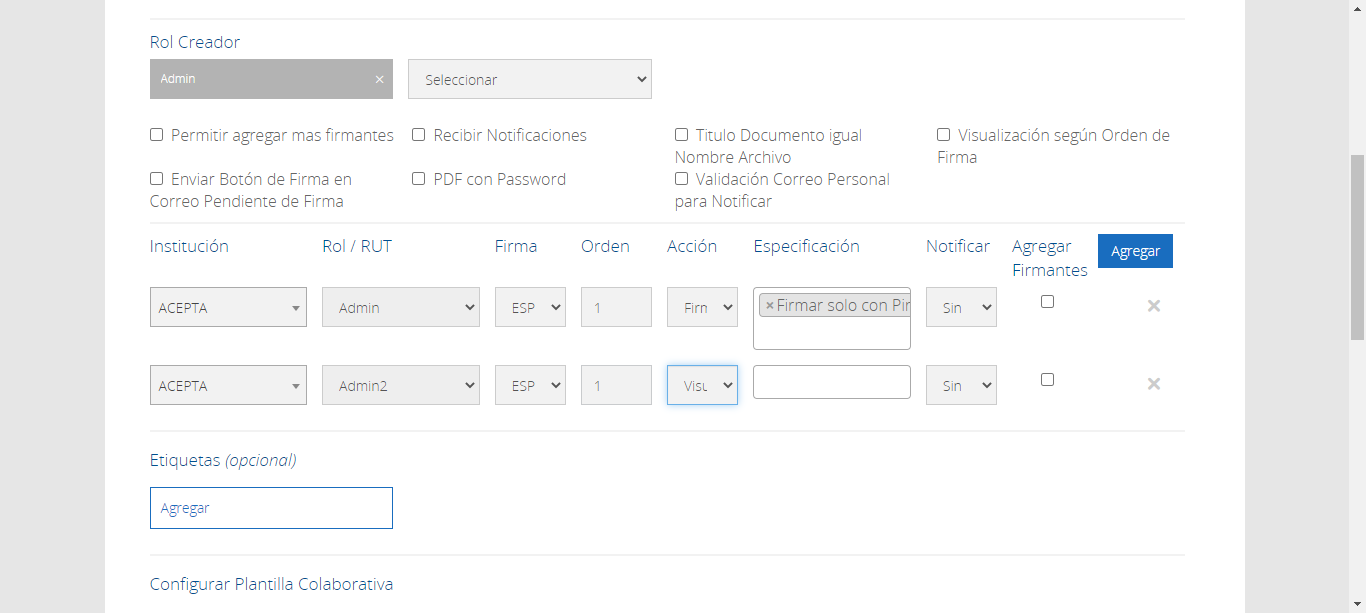 Rol Creador
Admin ×
Seleccionar
Permitir agregar mas firmantes
Recibir Notificaciones
Titulo Documento igual
Nombre Archivo
Visualización según Orden de
Firma
Enviar Botón de Firma en
Correo Pendiente de Firma
PDF con Password
Validación Correo Personal
para Notificar
Institución Rol / RUT Firma Orden Acción Especificación Notificar Agregar
Firmantes
Agregar
ACEPTA Admin ESP 1 Firm ×Firmar solo con Pin Sin ×
ACEPTA Admin2 ESP 1 Visu Sin ×
Etiquetas (opcional)
Agregar
Configurar Plantilla Colaborativa